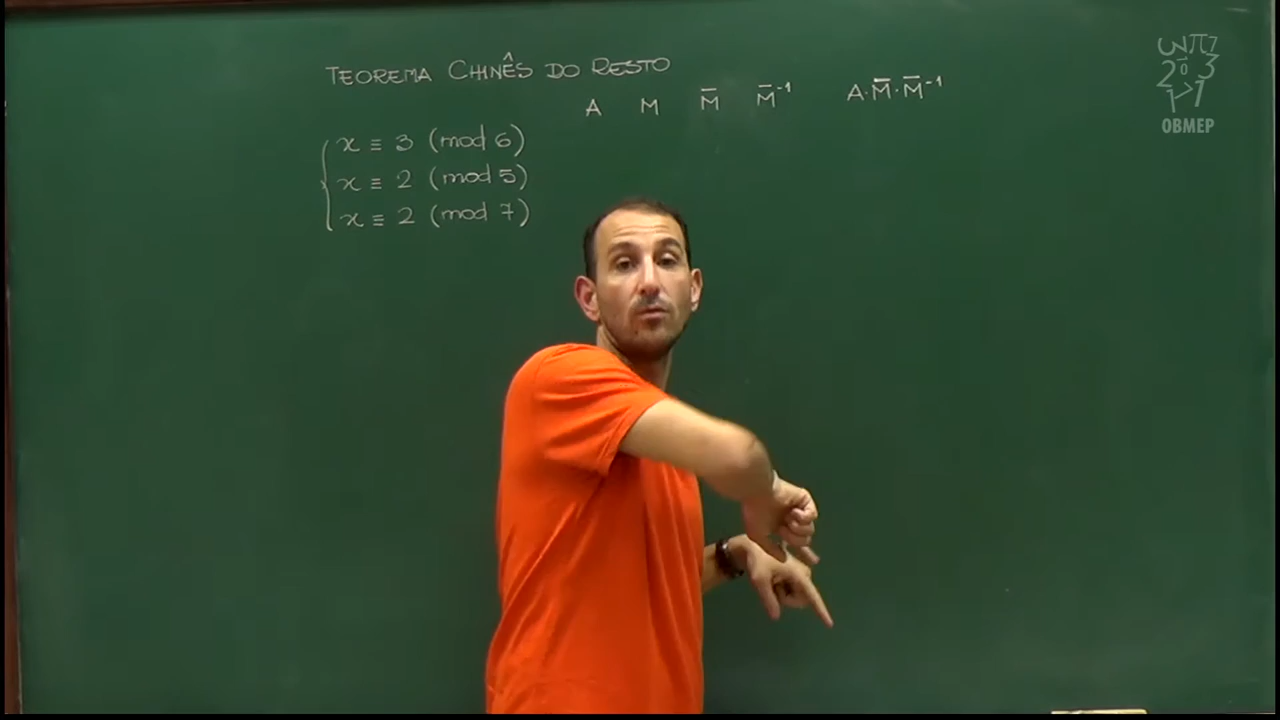 TEOREMA CHINÊS DO RESTO
A M M̅ M̅⁻¹ A·M̅·M̅⁻¹
x ≡ 3 (mod 6)
x ≡ 2 (mod 5)
x ≡ 2 (mod 7)
OBMEP